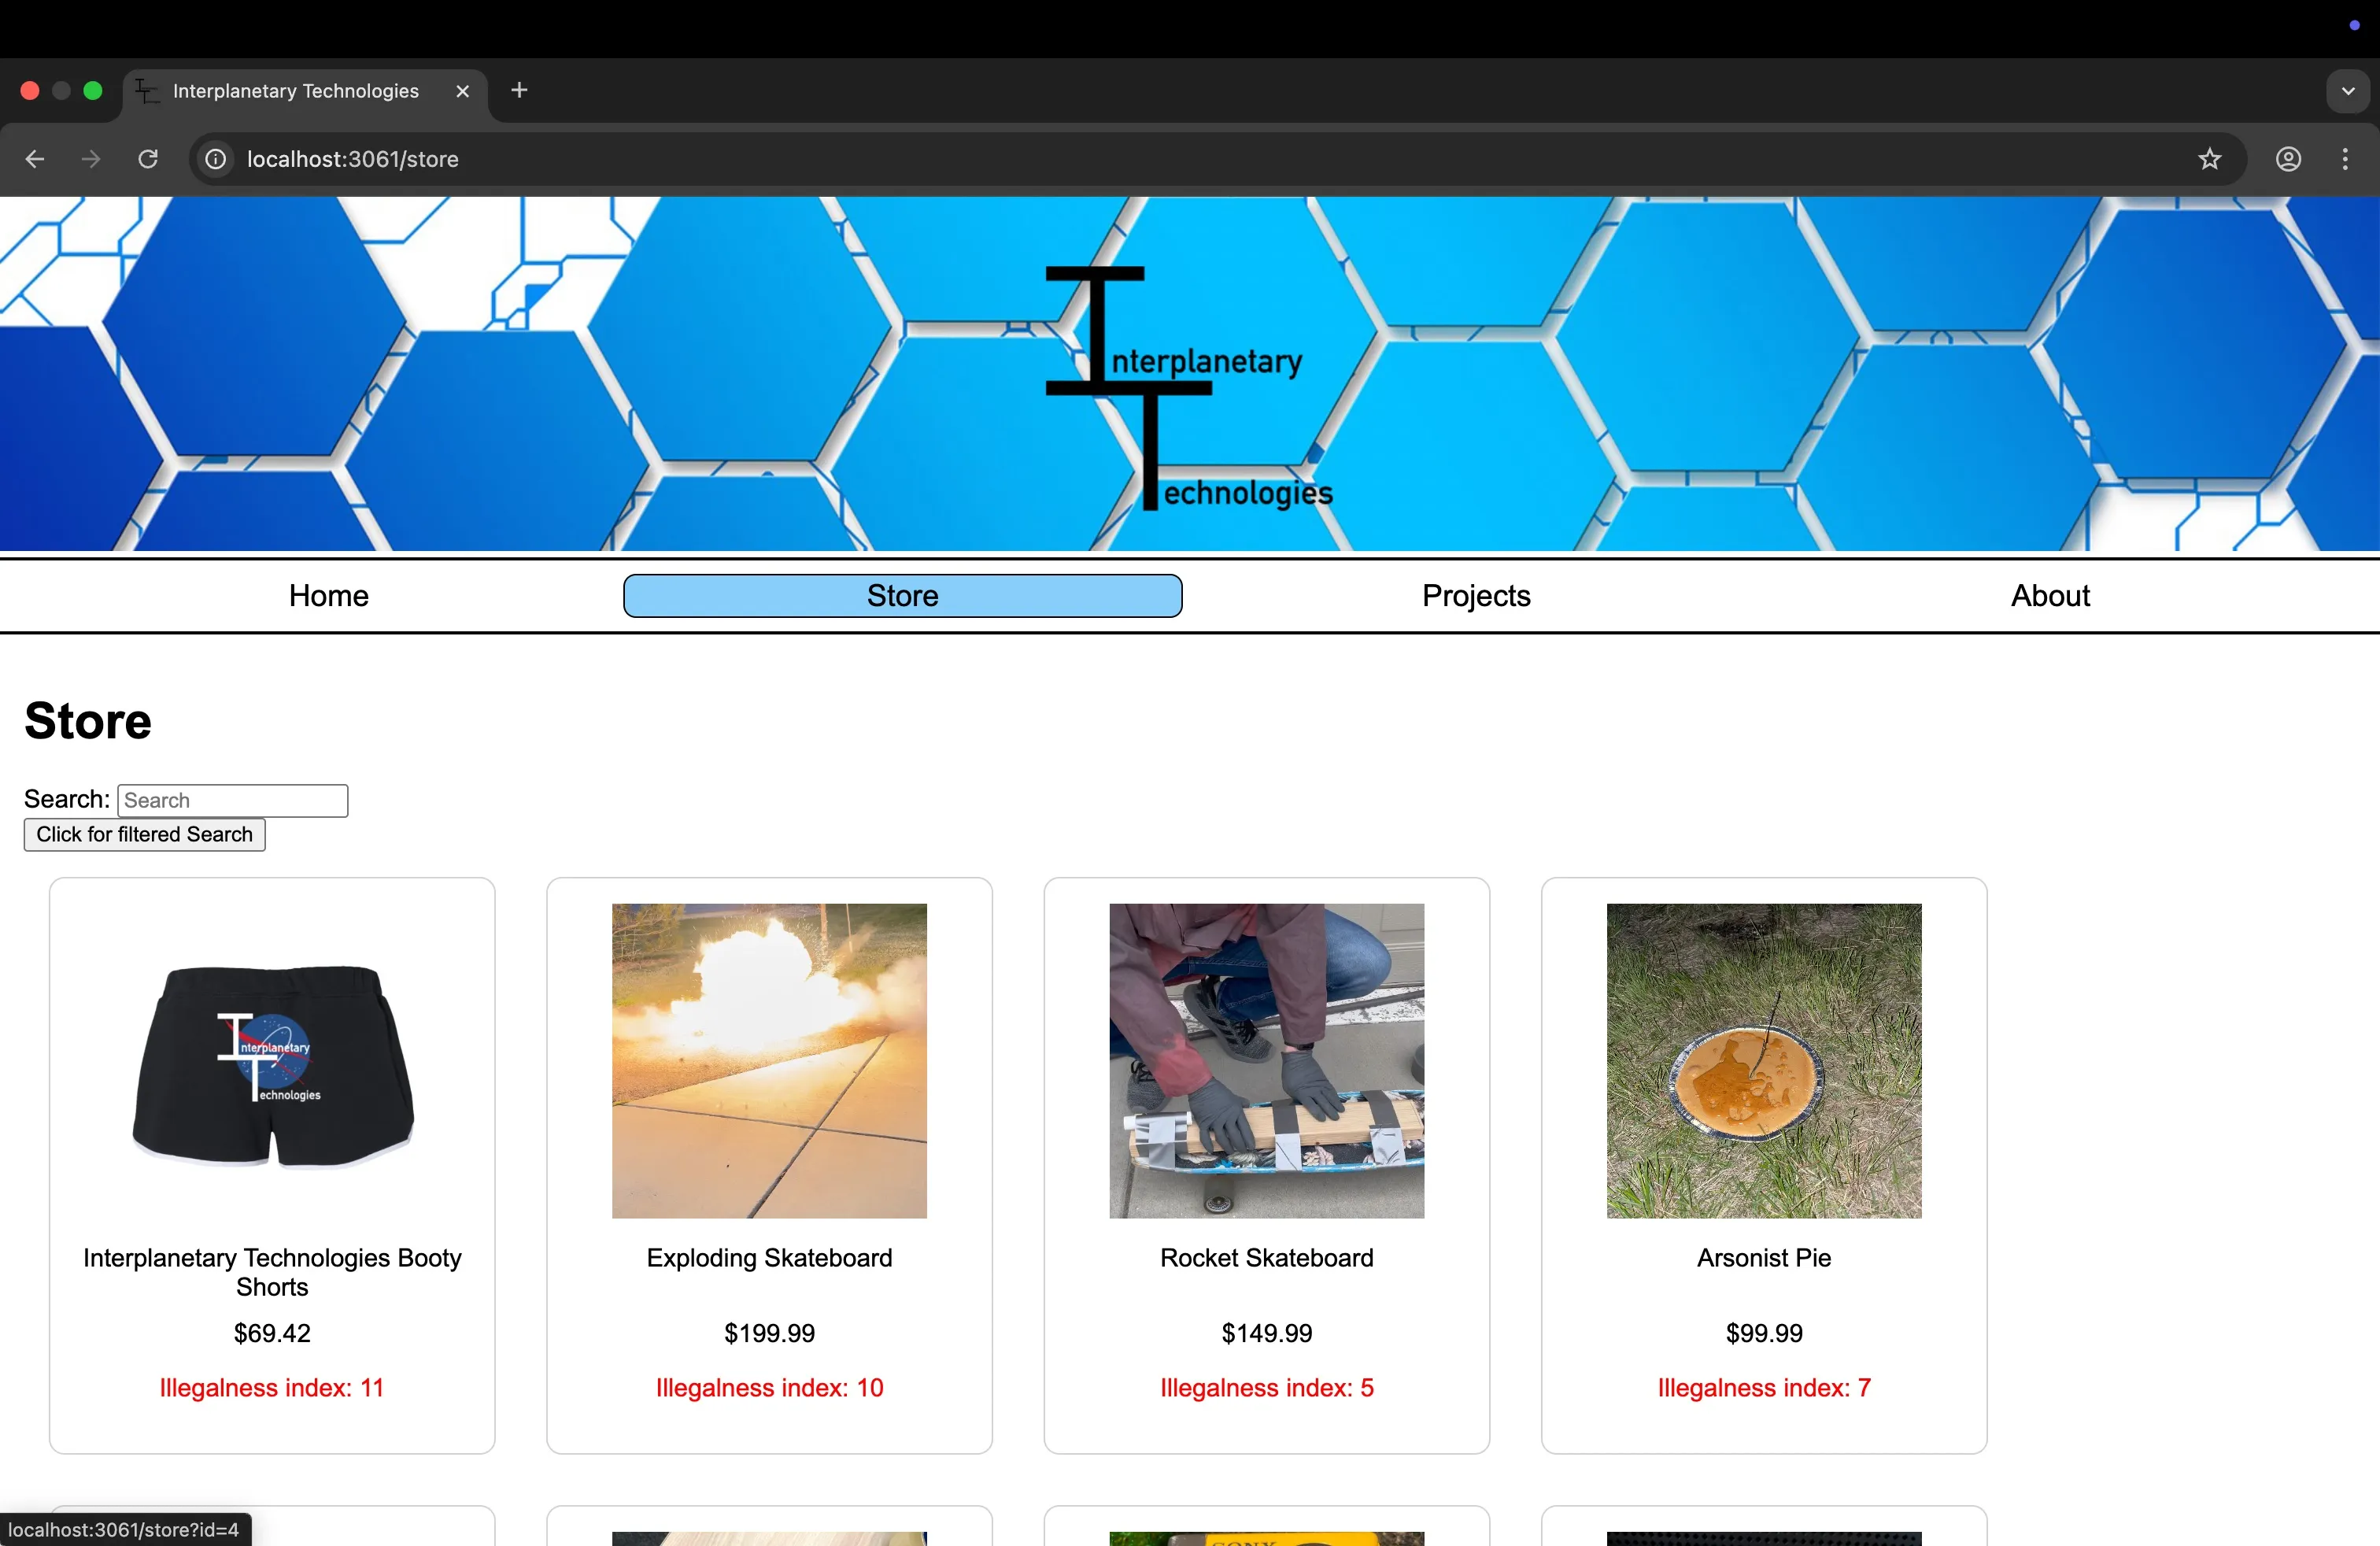 Interplanetary Technologies
localhost:3061/store
Interplanetary
Technologies
Home
Store
Projects
About
Store
Search: Search
Click for filtered Search
Interplanetary
Technologies
Interplanetary Technologies Booty
Shorts
$69.42
Illegalness index: 11
Exploding Skateboard
$199.99
Illegalness index: 10
Rocket Skateboard
$149.99
Illegalness index: 5
Arsonist Pie
$99.99
Illegalness index: 7
SONY
localhost:3061/store?id=4